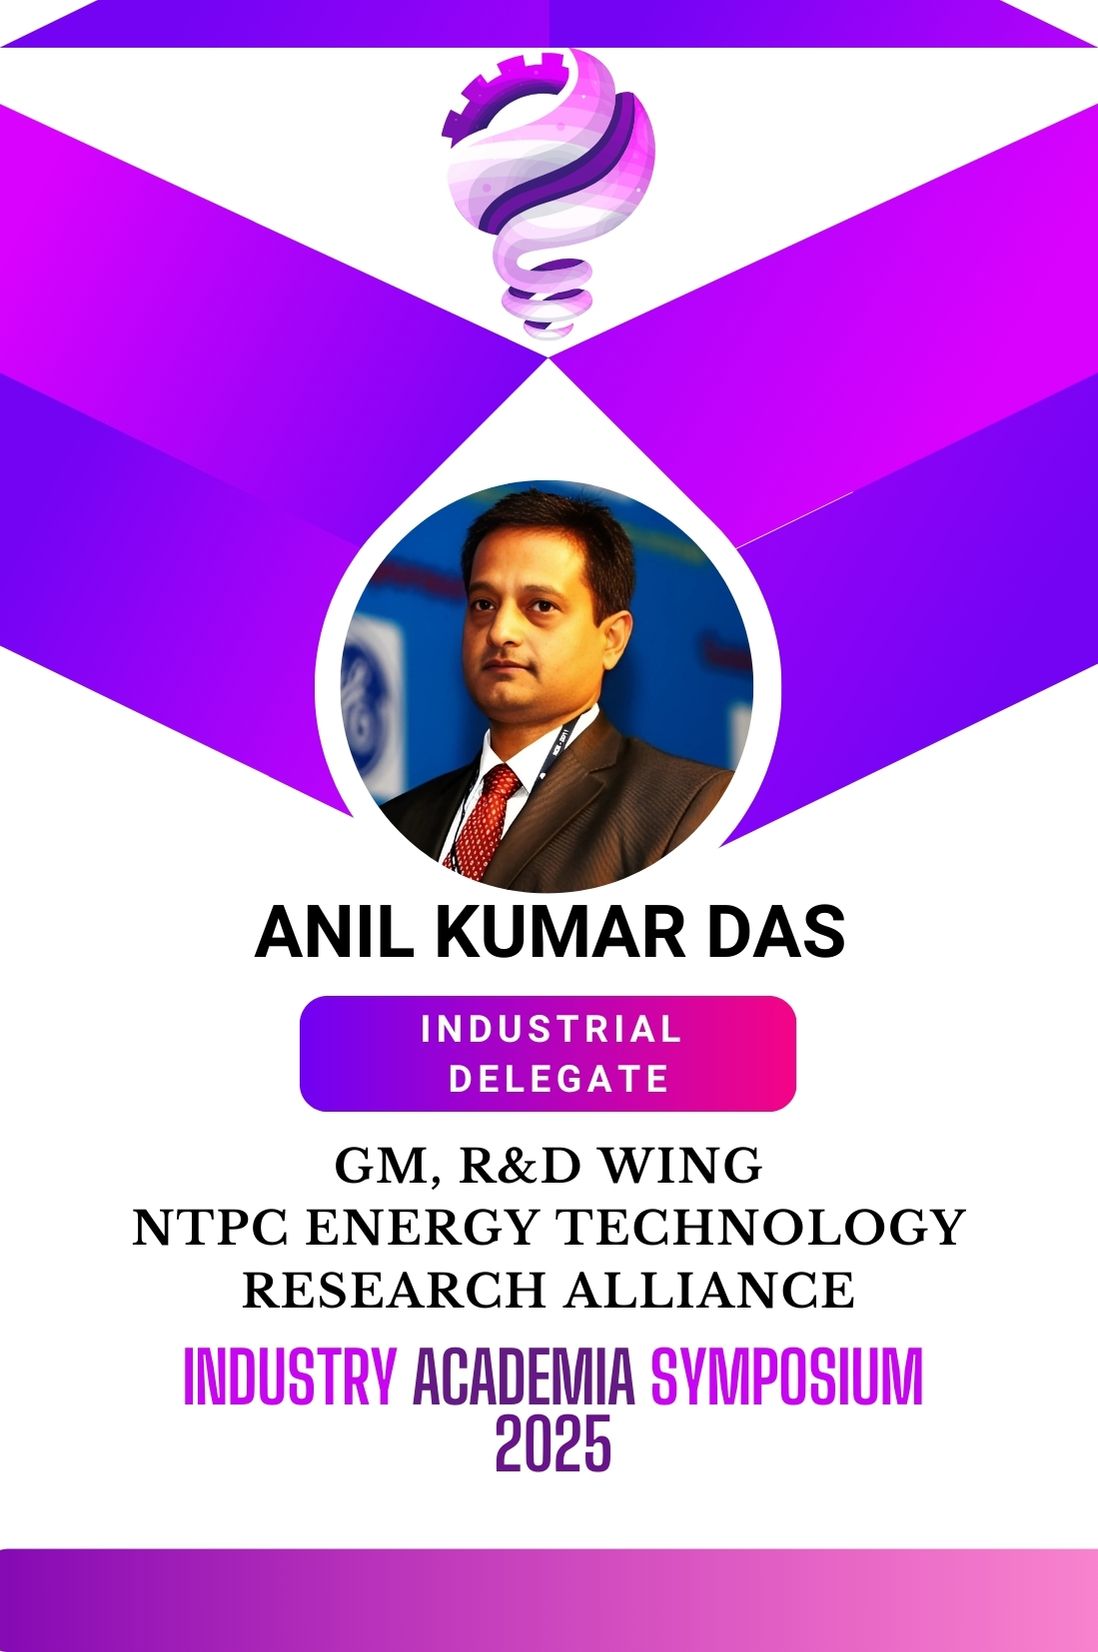 ANIL KUMAR DAS
INDUSTRIAL
DELEGATE
GM, R&D WING
NTPC ENERGY TECHNOLOGY
RESEARCH ALLIANCE
INDUSTRY ACADEMIA SYMPOSIUM
2025